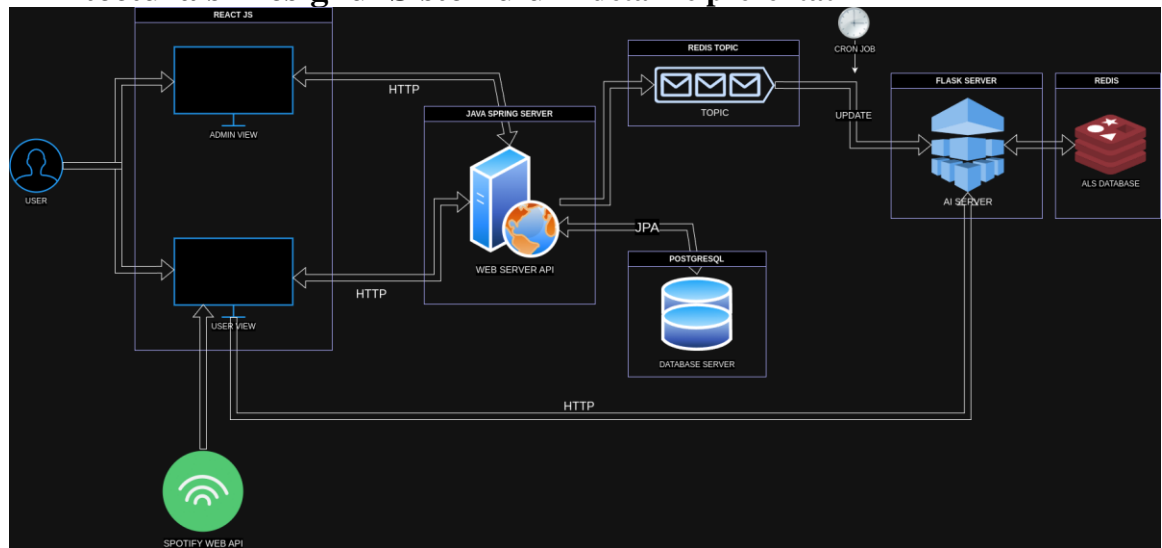 REACT JS
ADMIN VIEW
USER
USER VIEW
SPOTIFY WEB API
HTTP
HTTP
HTTP
JAVA SPRING SERVER
WEB SERVER API
JPA
POSTGRESQL
DATABASE SERVER
REDIS TOPIC
TOPIC
CRON JOB
UPDATE
FLASK SERVER
AI SERVER
REDIS
ALS DATABASE